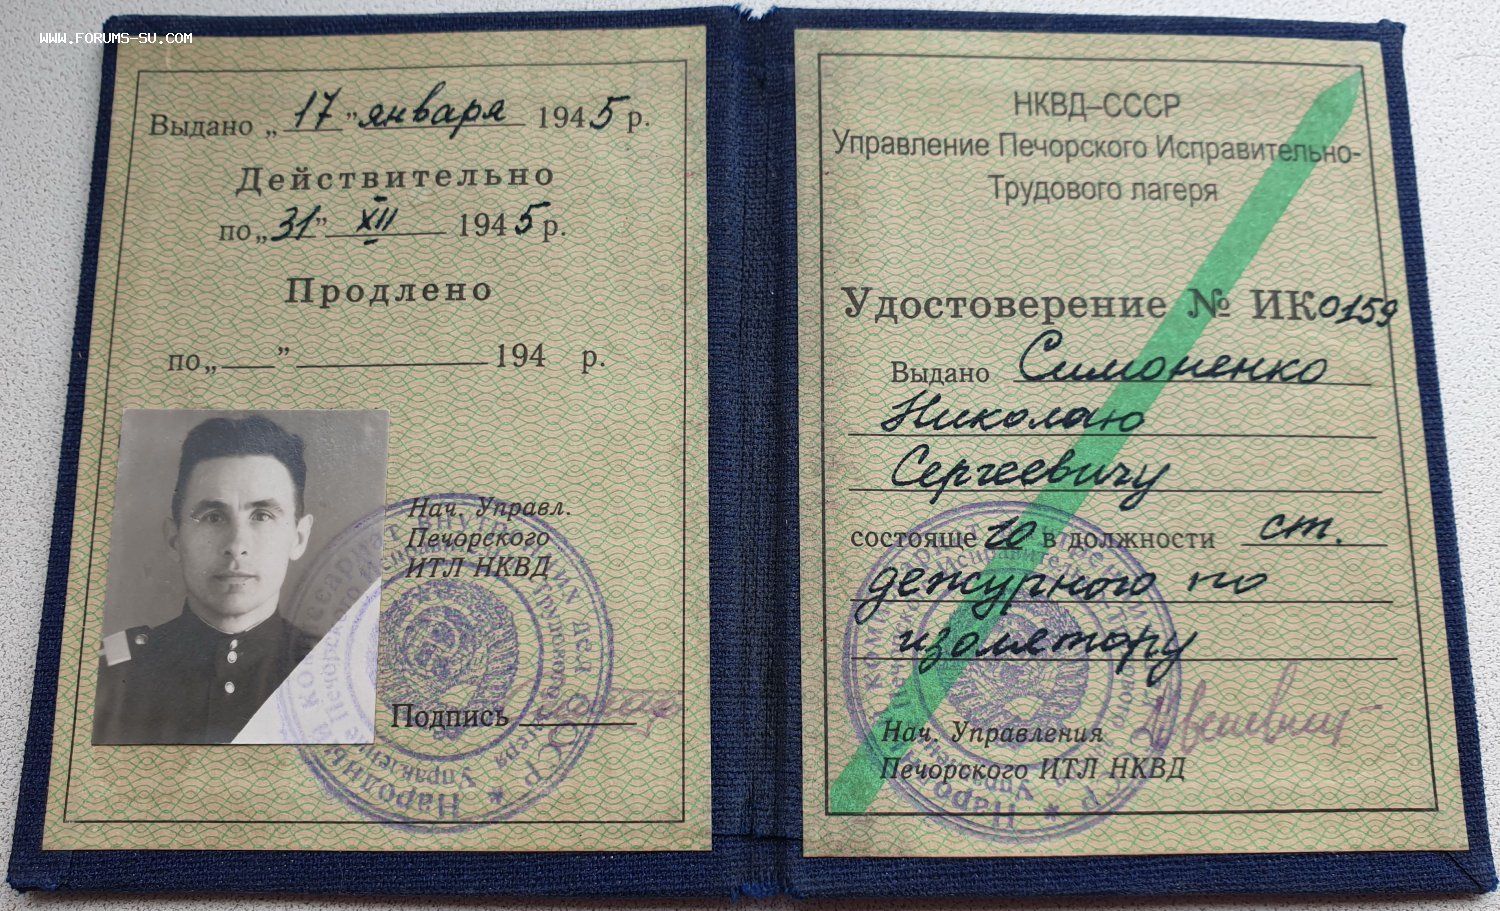 WWW.FORUMS-SU.COM
Выдано „17” января 1945 р.
Действительно
по „31” XII 1945 р.
Продлено
по „ ” 194 р.
Нач. Управл.
Печорского
ИТЛ НКВД
Подпись
НКВД–СССР
Управление Печорского Исправительно-
Трудового лагеря
Удостоверение № ИК0159
Выдано Симоненко
Николаю
Сергеевичу
состояще го в должности ст.
дежурного по
изолятору
Нач. Управления
Печорского ИТЛ НКВД